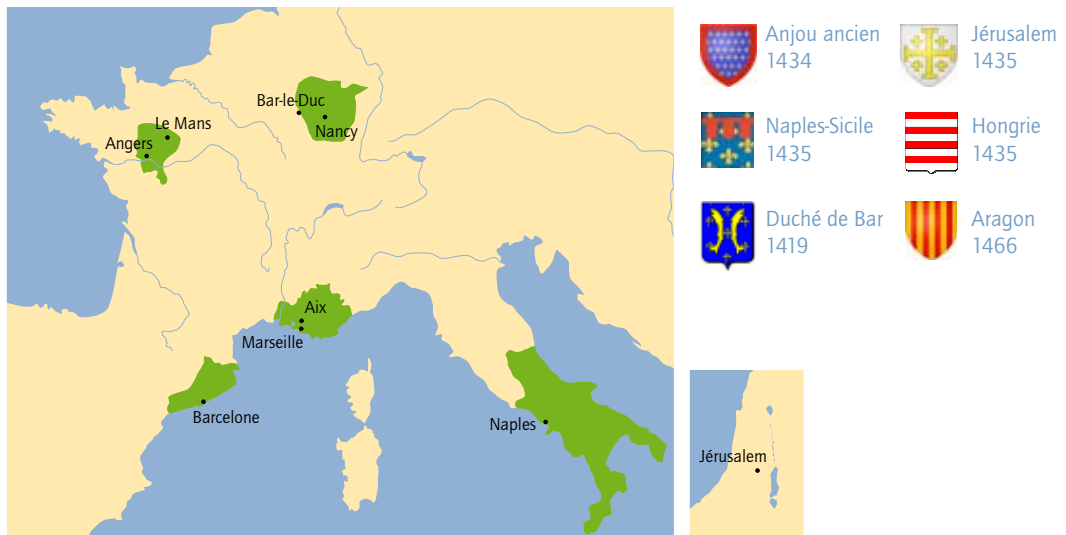 Bar-le-Duc
Nancy
Le Mans
Angers
Aix
Marseille
Barcelone
Naples
Anjou ancien
1434
Jérusalem
1435
Naples-Sicile
1435
Hongrie
1435
Duché de Bar
1419
Aragon
1466
Jérusalem